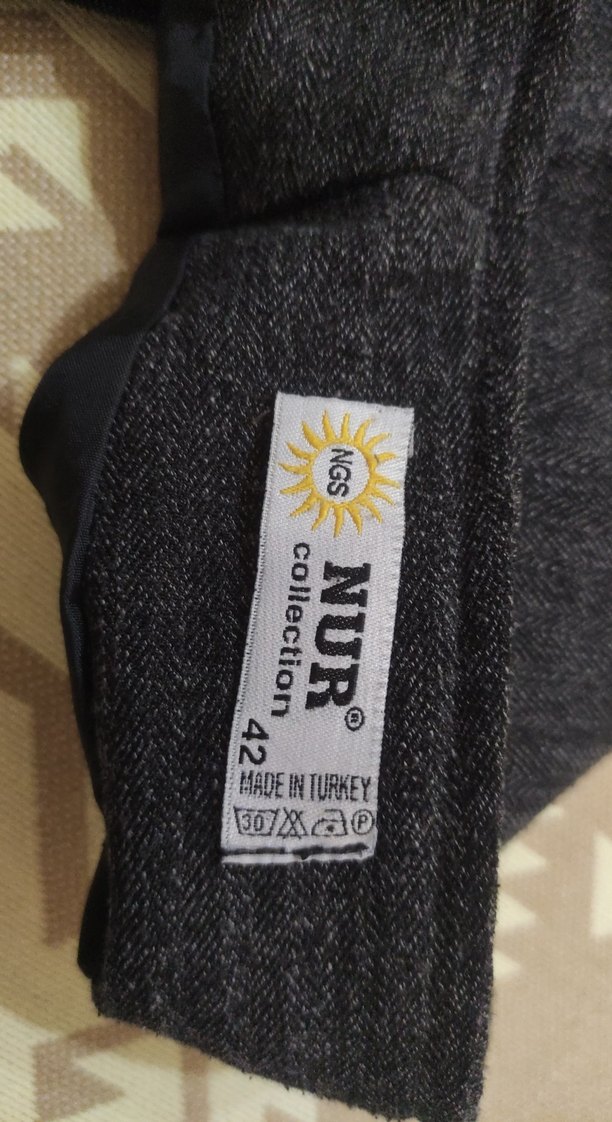 NGS
NUR®
collection
42
MADE IN TURKEY
30 P